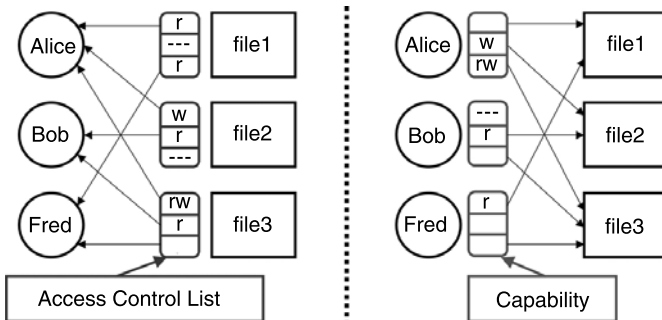 Alice
r
---
r
file1
Bob
w
r
---
file2
Fred
rw
r
file3
Access Control List
Alice
w
rw
file1
Bob
---
r
file2
Fred
r
file3
Capability